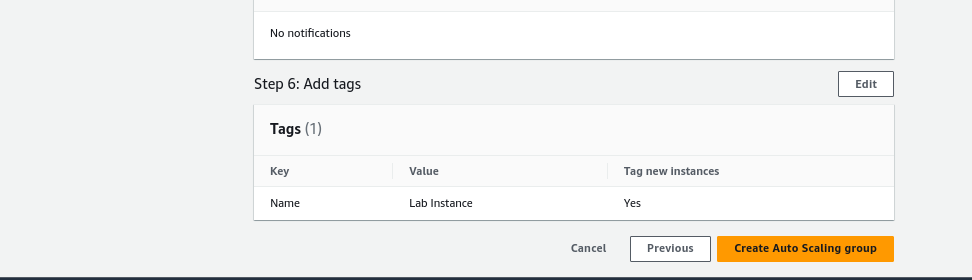 No notifications
Step 6: Add tags
Edit
Tags (1)
Key Value Tag new instances
Name Lab Instance Yes
Cancel Previous Create Auto Scaling group